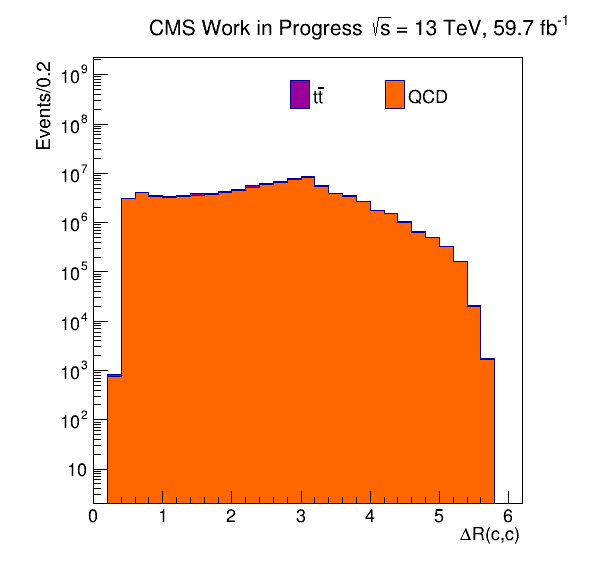 CMS Work in Progress √s = 13 TeV, 59.7 fb⁻¹
Events/0.2
tt̄
QCD
10⁹
10⁸
10⁷
10⁶
10⁵
10⁴
10³
10²
10
0 1 2 3 4 5 6
ΔR(c,c)